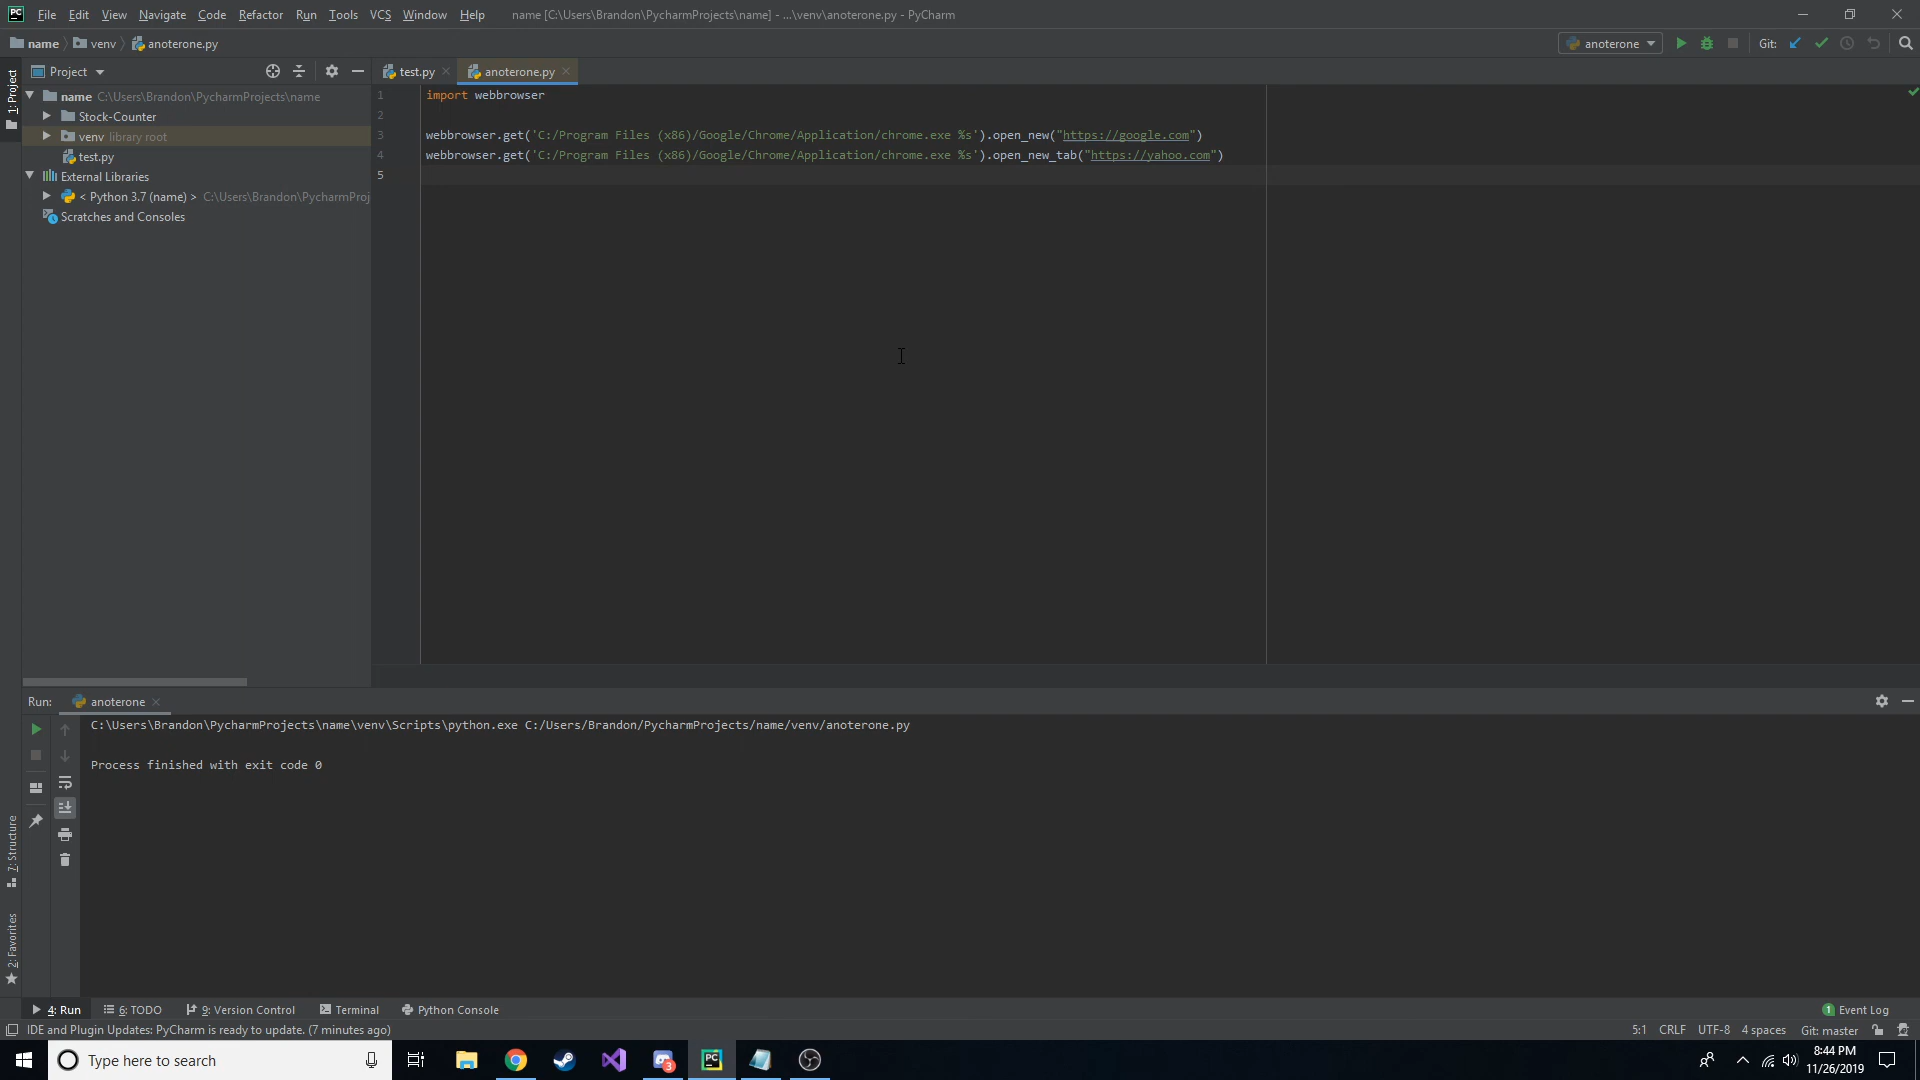 PC File Edit View Navigate Code Refactor Run Tools VCS Window Help name [C:\Users\Brandon\PycharmProjects\name] - ...\venv\anoterone.py - PyCharm
name venv anoterone.py anoterone Git:
1: Project
Project
test.py anoterone.py
name C:\Users\Brandon\PycharmProjects\name
Stock-Counter
venv library root
test.py
External Libraries
< Python 3.7 (name) > C:\Users\Brandon\PycharmProj
Scratches and Consoles
1 import webbrowser
2
3 webbrowser.get('C:/Program Files (x86)/Google/Chrome/Application/chrome.exe %s').open_new("https://google.com")
4 webbrowser.get('C:/Program Files (x86)/Google/Chrome/Application/chrome.exe %s').open_new_tab("https://yahoo.com")
5
Run: anoterone
C:\Users\Brandon\PycharmProjects\name\venv\Scripts\python.exe C:/Users/Brandon/PycharmProjects/name/venv/anoterone.py
Process finished with exit code 0
7: Structure
2: Favorites
4: Run 6: TODO 9: Version Control Terminal Python Console 1 Event Log
IDE and Plugin Updates: PyCharm is ready to update. (7 minutes ago) 5:1 CRLF UTF-8 4 spaces Git: master
Type here to search 3 PC 8:44 PM
11/26/2019